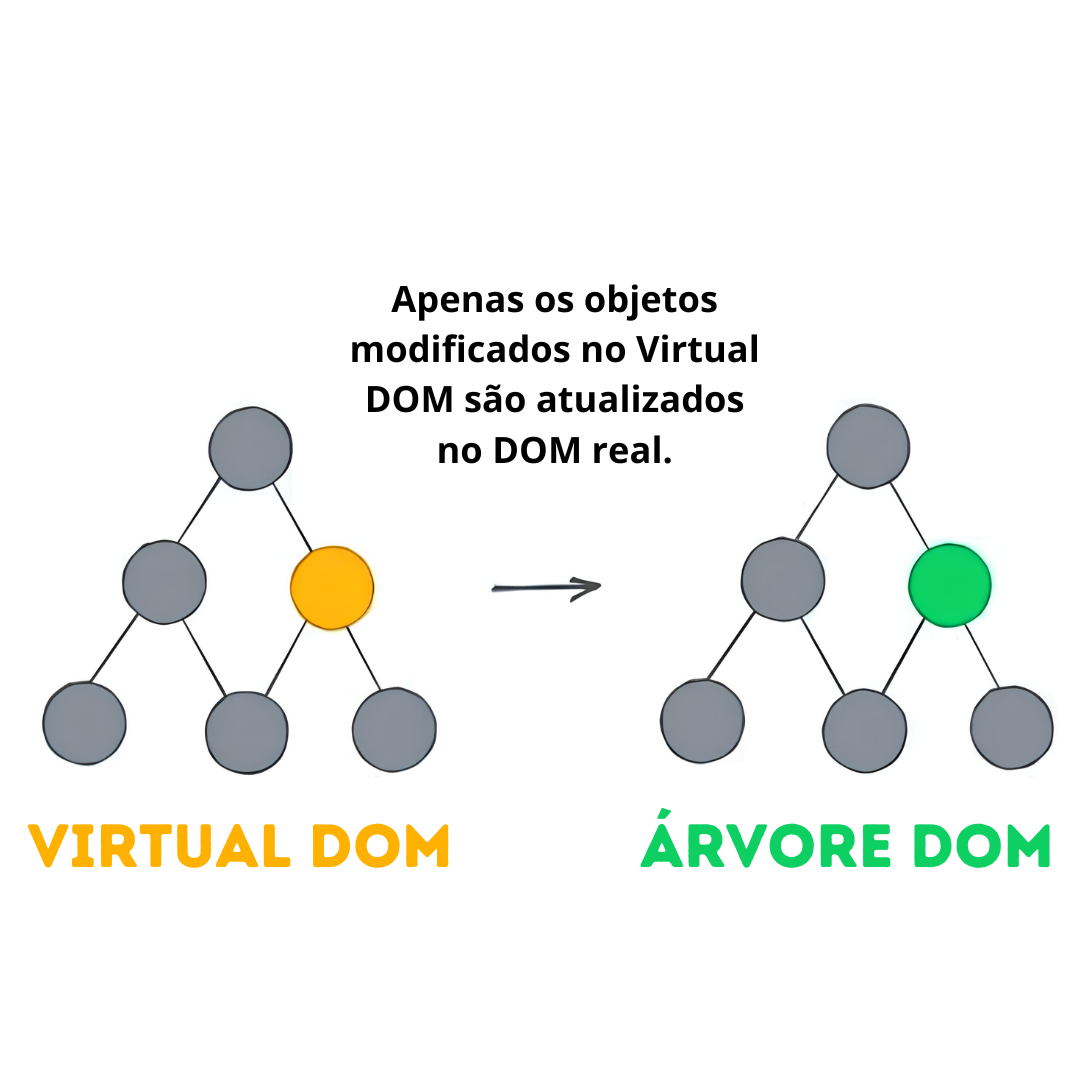 Apenas os objetos
modificados no Virtual
DOM são atualizados
no DOM real.
VIRTUAL DOM
ÁRVORE DOM